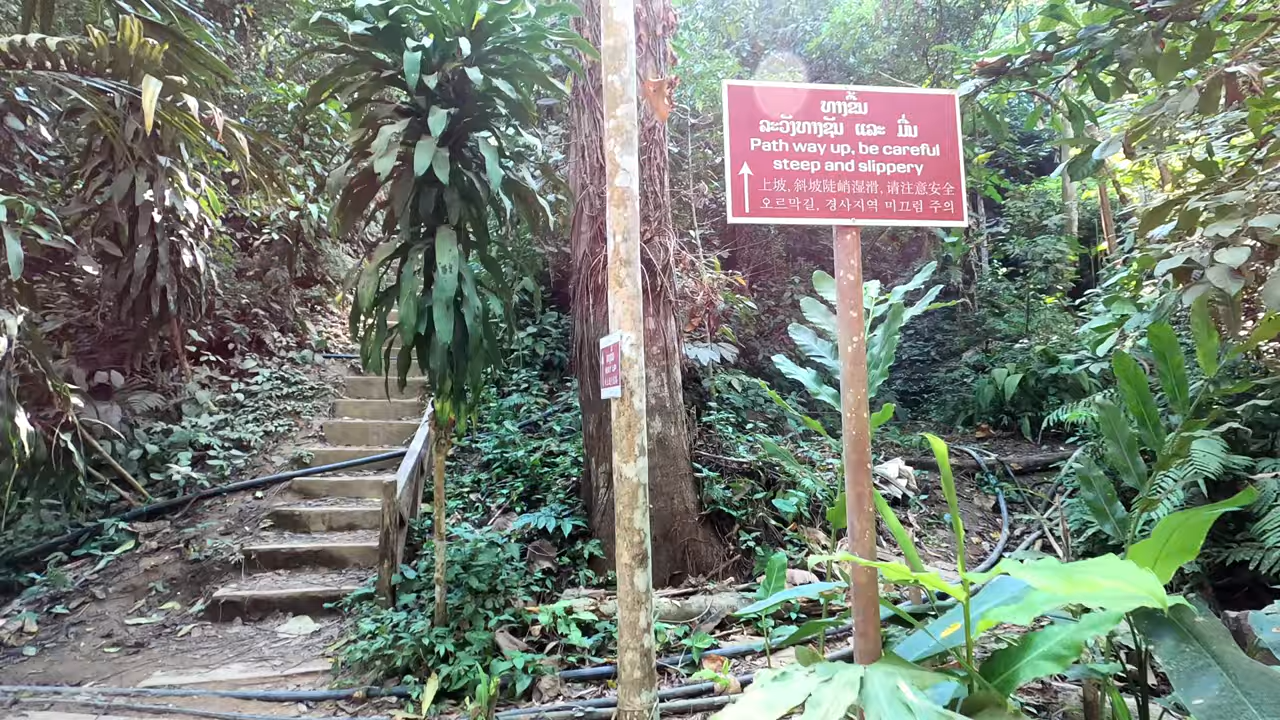 ທາງຂຶ້ນ
ລະວັງທາງຊັນ ແລະ ມື່ນ
Path way up, be careful
steep and slippery
上坡, 斜坡陡峭湿滑, 请注意安全
오르막길, 경사지역 미끄럼 주의
WAY UP